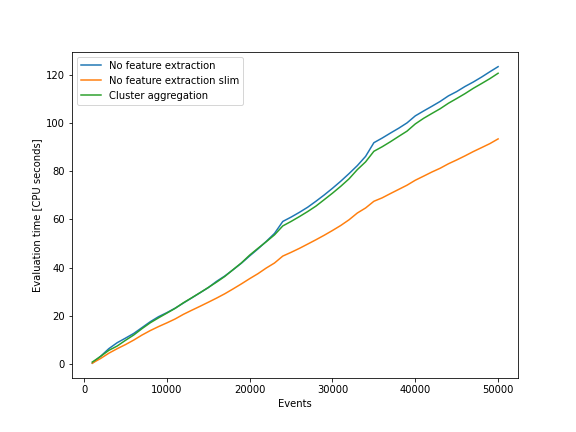 No feature extraction
No feature extraction slim
Cluster aggregation
120
100
80
60
40
20
0
Evaluation time [CPU seconds]
0 10000 20000 30000 40000 50000
Events